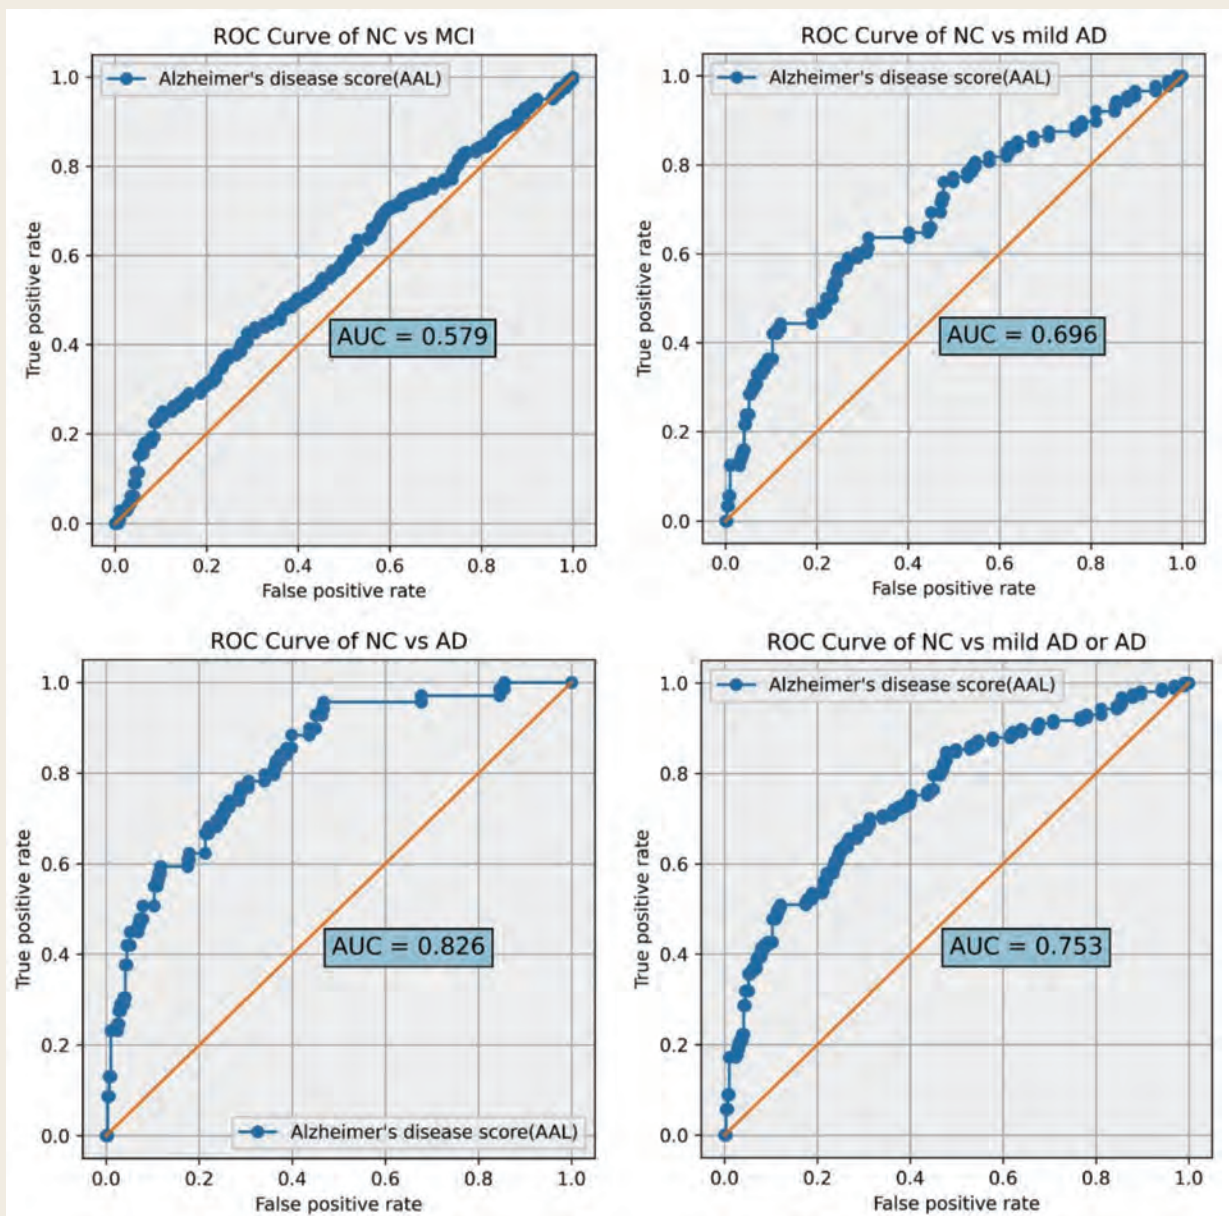 ROC Curve of NC vs MCI
Alzheimer's disease score(AAL)
1.0
0.8
0.6
0.4
0.2
0.0
True positive rate
AUC = 0.579
0.0 0.2 0.4 0.6 0.8 1.0
False positive rate
ROC Curve of NC vs mild AD
Alzheimer's disease score(AAL)
1.0
0.8
0.6
0.4
0.2
0.0
True positive rate
AUC = 0.696
0.0 0.2 0.4 0.6 0.8 1.0
False positive rate
ROC Curve of NC vs AD
1.0
0.8
0.6
0.4
0.2
0.0
True positive rate
AUC = 0.826
Alzheimer's disease score(AAL)
0.0 0.2 0.4 0.6 0.8 1.0
False positive rate
ROC Curve of NC vs mild AD or AD
Alzheimer's disease score(AAL)
1.0
0.8
0.6
0.4
0.2
0.0
True positive rate
AUC = 0.753
0.0 0.2 0.4 0.6 0.8 1.0
False positive rate